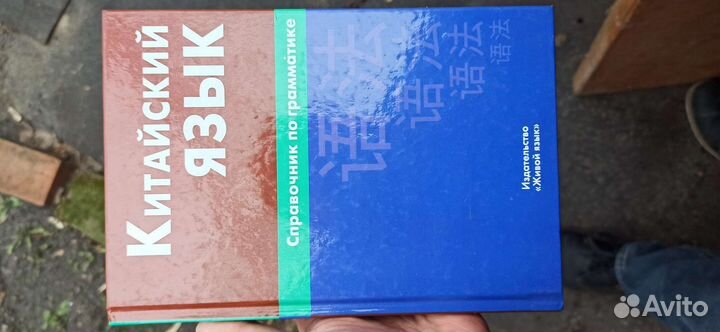 Китайский
язык
Справочник по грамматике
语法
语法
语法
语法
Издательство
«Живой язык»
Avito